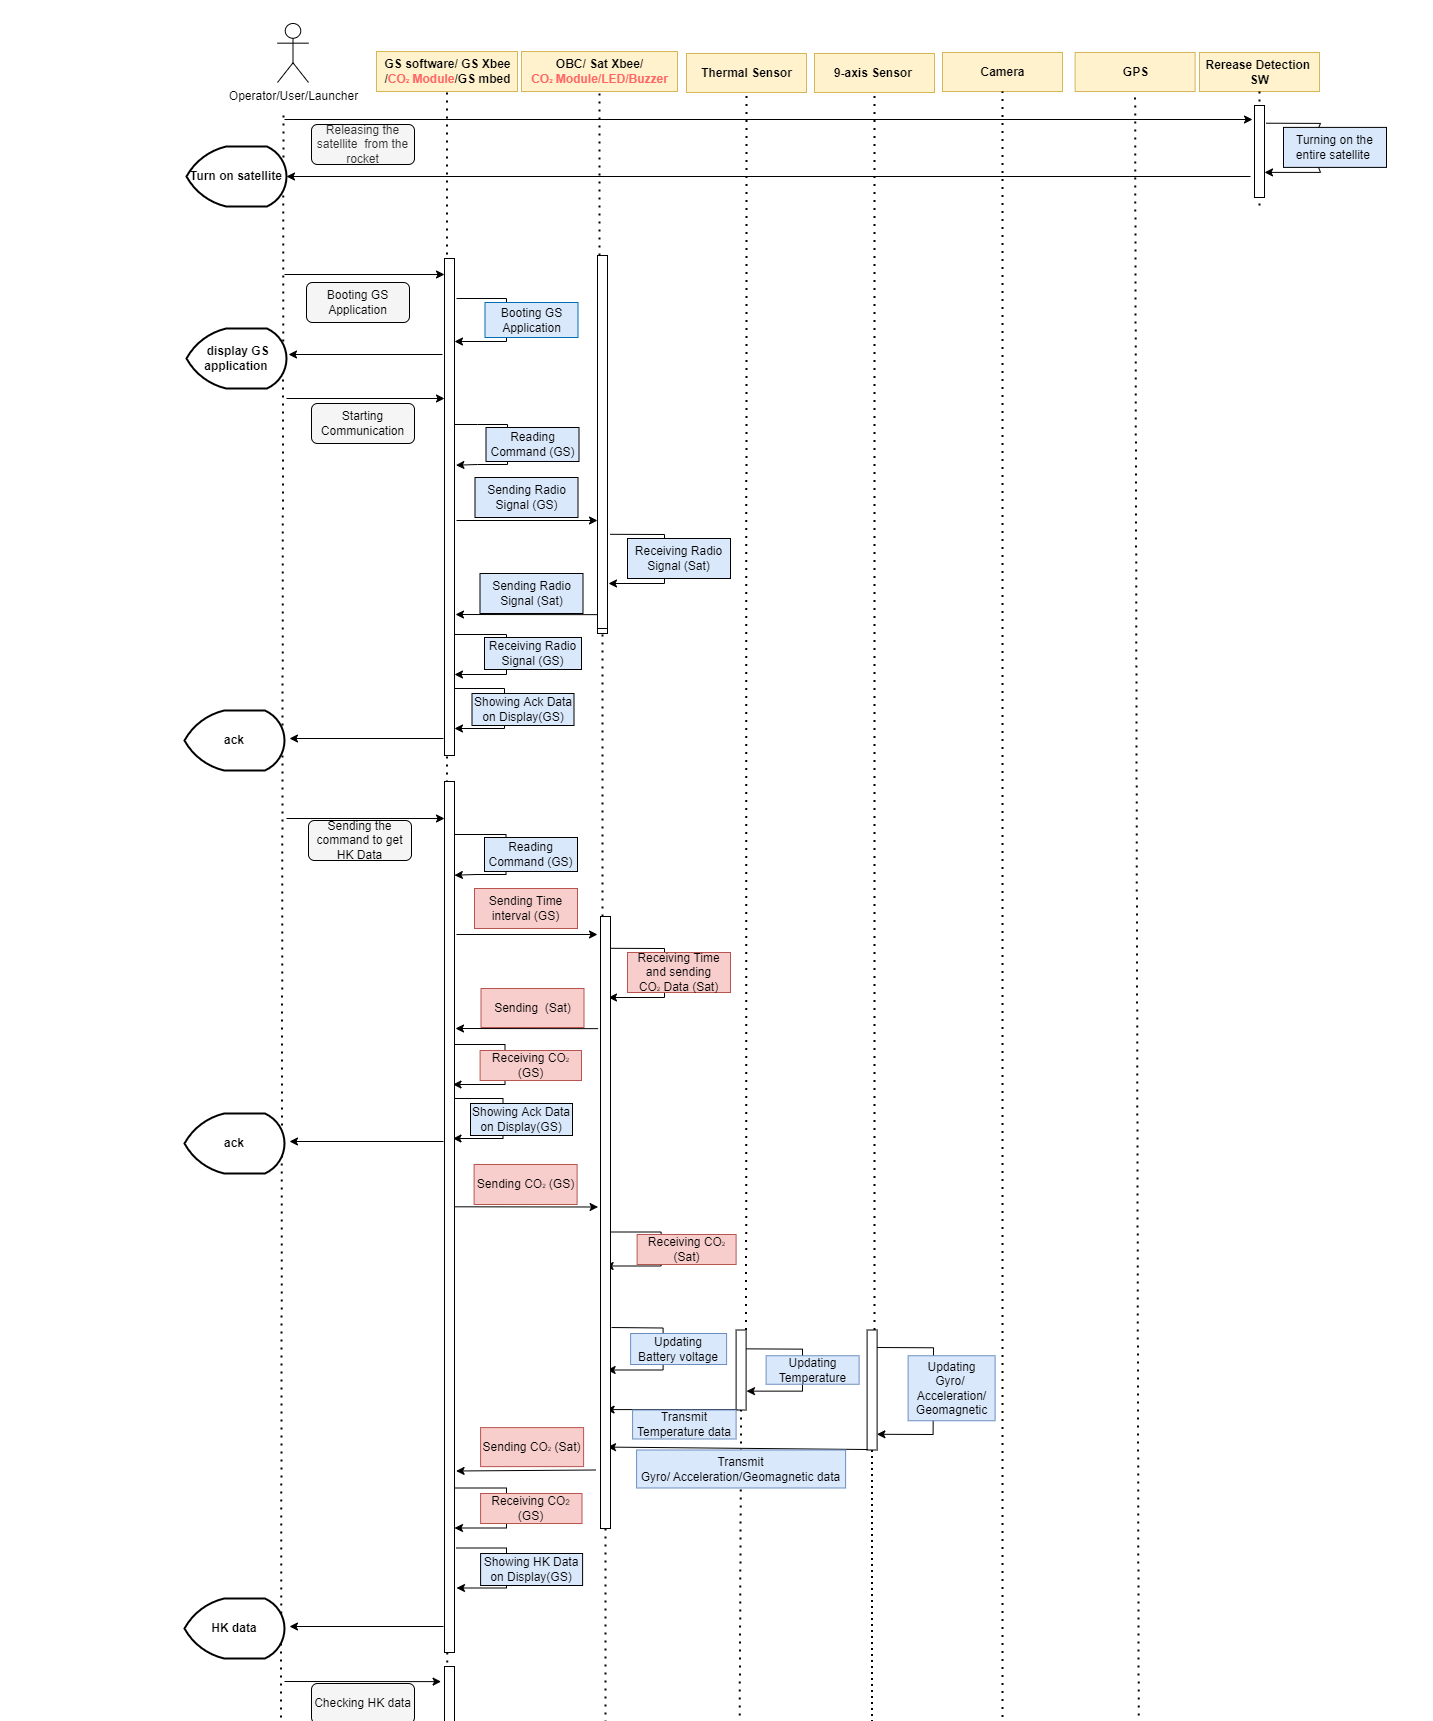 Operator/User/Launcher
GS software/ GS Xbee
/CO₂ Module/GS mbed
OBC/ Sat Xbee/
CO₂ Module/LED/Buzzer
Thermal Sensor
9-axis Sensor
Camera
GPS
Rerease Detection
SW
Releasing the
satellite from the
rocket
Turning on the
entire satellite
Turn on satellite
Booting GS
Application
Booting GS
Application
display GS
application
Starting
Communication
Reading
Command (GS)
Sending Radio
Signal (GS)
Receiving Radio
Signal (Sat)
Sending Radio
Signal (Sat)
Receiving Radio
Signal (GS)
Showing Ack Data
on Display(GS)
ack
Sending the
command to get
HK Data
Reading
Command (GS)
Sending Time
interval (GS)
Receiving Time
and sending
CO₂ Data (Sat)
Sending (Sat)
Receiving CO₂
(GS)
Showing Ack Data
on Display(GS)
ack
Sending CO₂ (GS)
Receiving CO₂
(Sat)
Updating
Battery voltage
Updating
Temperature
Updating
Gyro/
Acceleration/
Geomagnetic
Transmit
Temperature data
Sending CO₂ (Sat)
Transmit
Gyro/ Acceleration/Geomagnetic data
Receiving CO₂
(GS)
Showing HK Data
on Display(GS)
HK data
Checking HK data